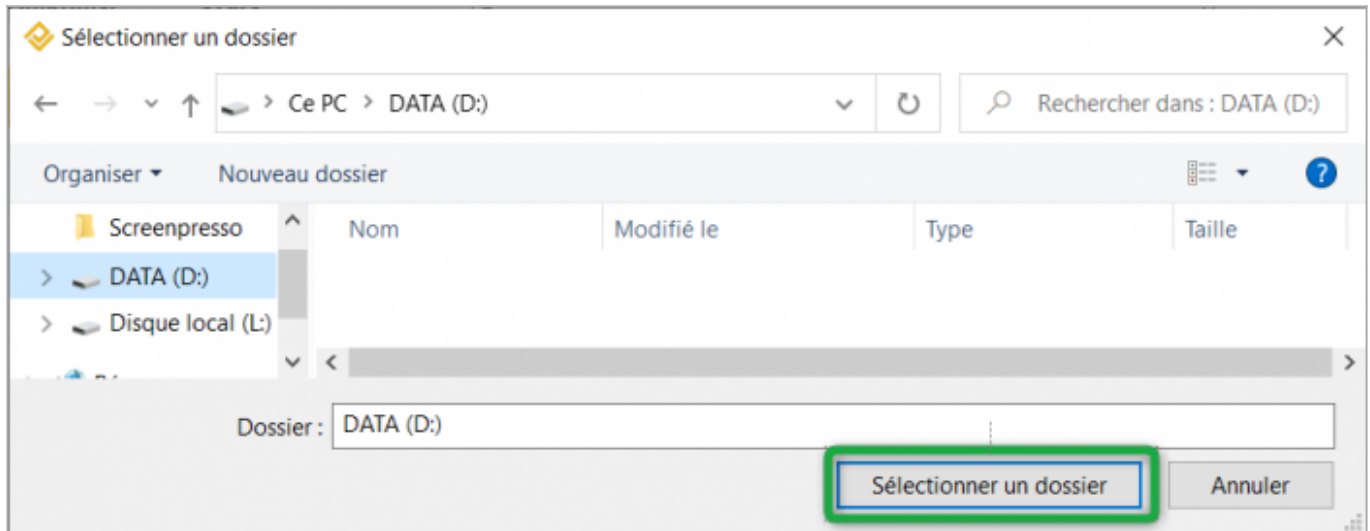 Sélectionner un dossier
Ce PC > DATA (D:) Rechercher dans : DATA (D:)
Organiser Nouveau dossier ?
Screenpresso Nom Modifié le Type Taille
DATA (D:)
Disque local (L:)
Dossier : DATA (D:)
Sélectionner un dossier Annuler